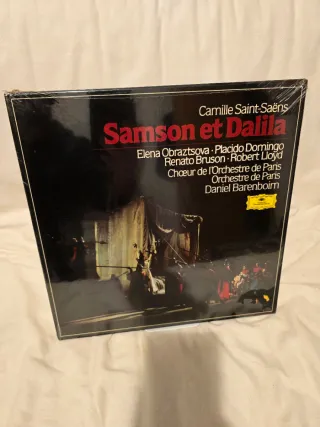 Camille Saint-Saëns
Samson et Dalila
Elena Obraztsova · Placido Domingo
Renato Bruson · Robert Lloyd
Chœur de l'Orchestre de Paris
Orchestre de Paris
Daniel Barenboim